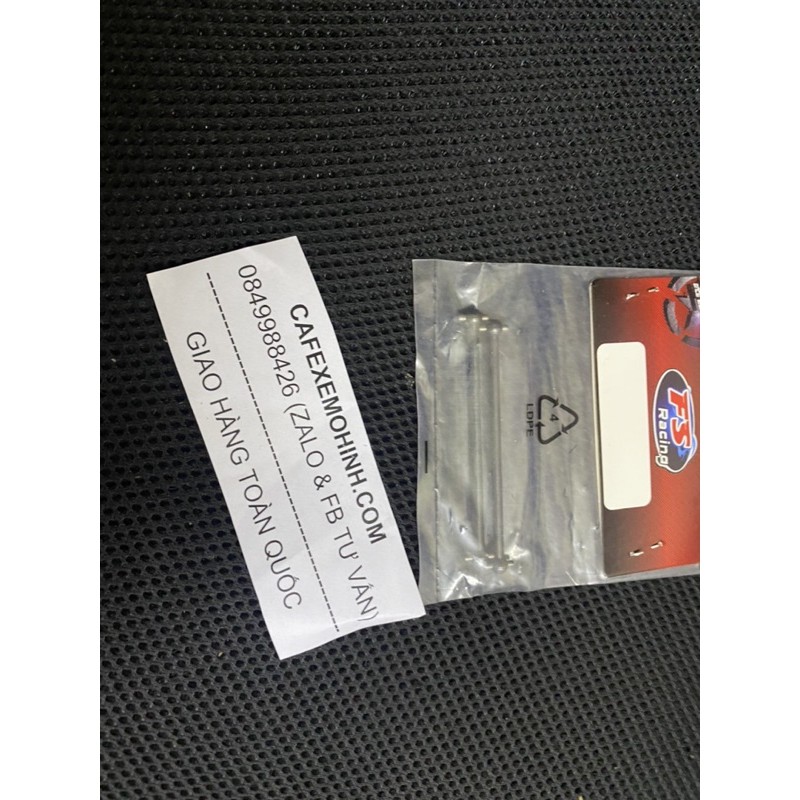 CAFEXEMOHINH.COM
0849988426 (ZALO & FB TƯ VẤN)
GIAO HÀNG TOÀN QUỐC
4
LDPE
FS
Racing